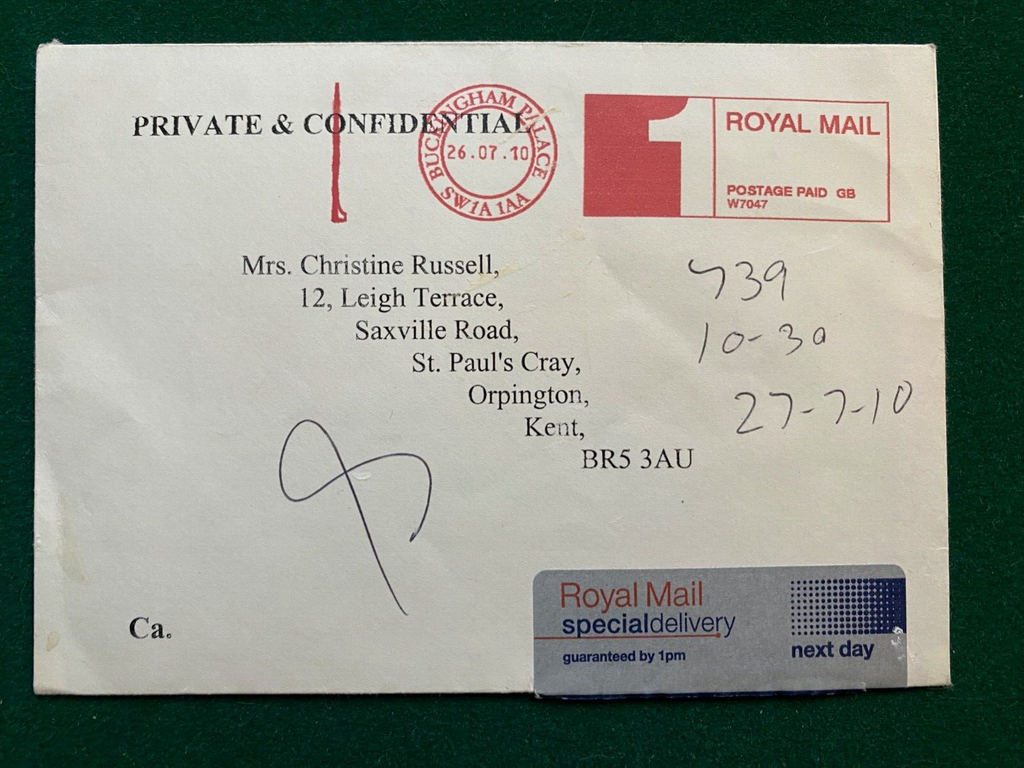 PRIVATE & CONFIDENTIAL
BUCKINGHAM PALACE
26.07.10
SW1A 1AA
1
ROYAL MAIL
POSTAGE PAID GB
W7047
Mrs. Christine Russell,
12, Leigh Terrace,
Saxville Road,
St. Paul's Cray,
Orpington,
Kent,
BR5 3AU
739
10-30
27-7-10
Ca.
Royal Mail
specialdelivery
guaranteed by 1pm
next day